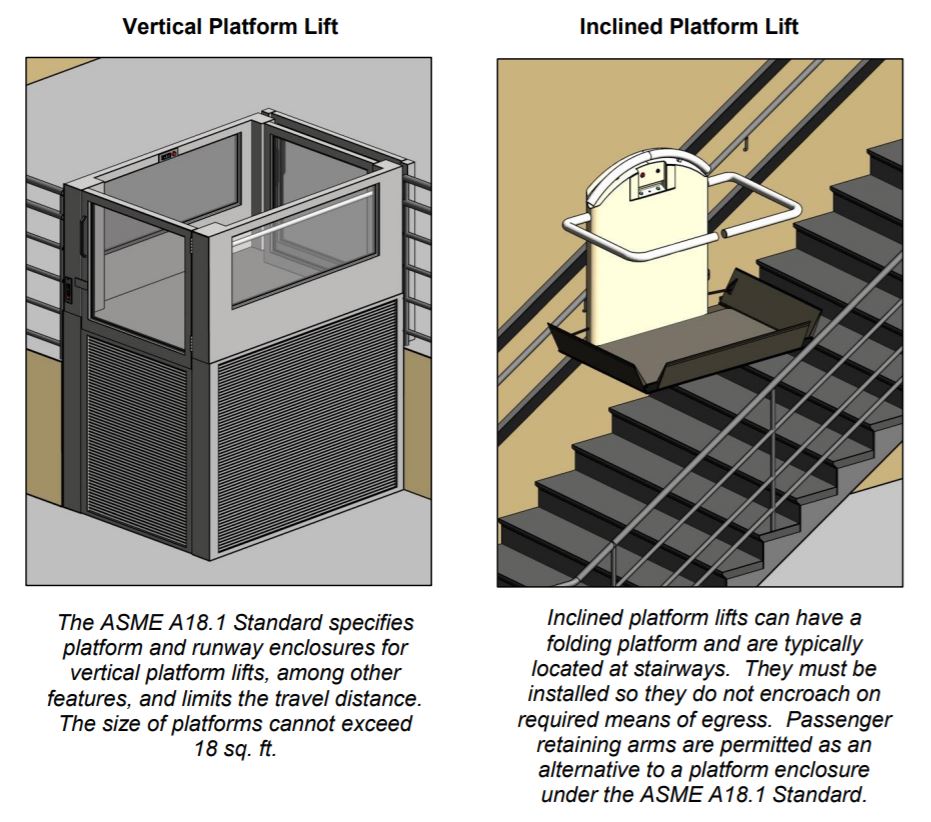 Vertical Platform Lift
The ASME A18.1 Standard specifies
platform and runway enclosures for
vertical platform lifts, among other
features, and limits the travel distance.
The size of platforms cannot exceed
18 sq. ft.
Inclined Platform Lift
Inclined platform lifts can have a
folding platform and are typically
located at stairways.  They must be
installed so they do not encroach on
required means of egress.  Passenger
retaining arms are permitted as an
alternative to a platform enclosure
under the ASME A18.1 Standard.